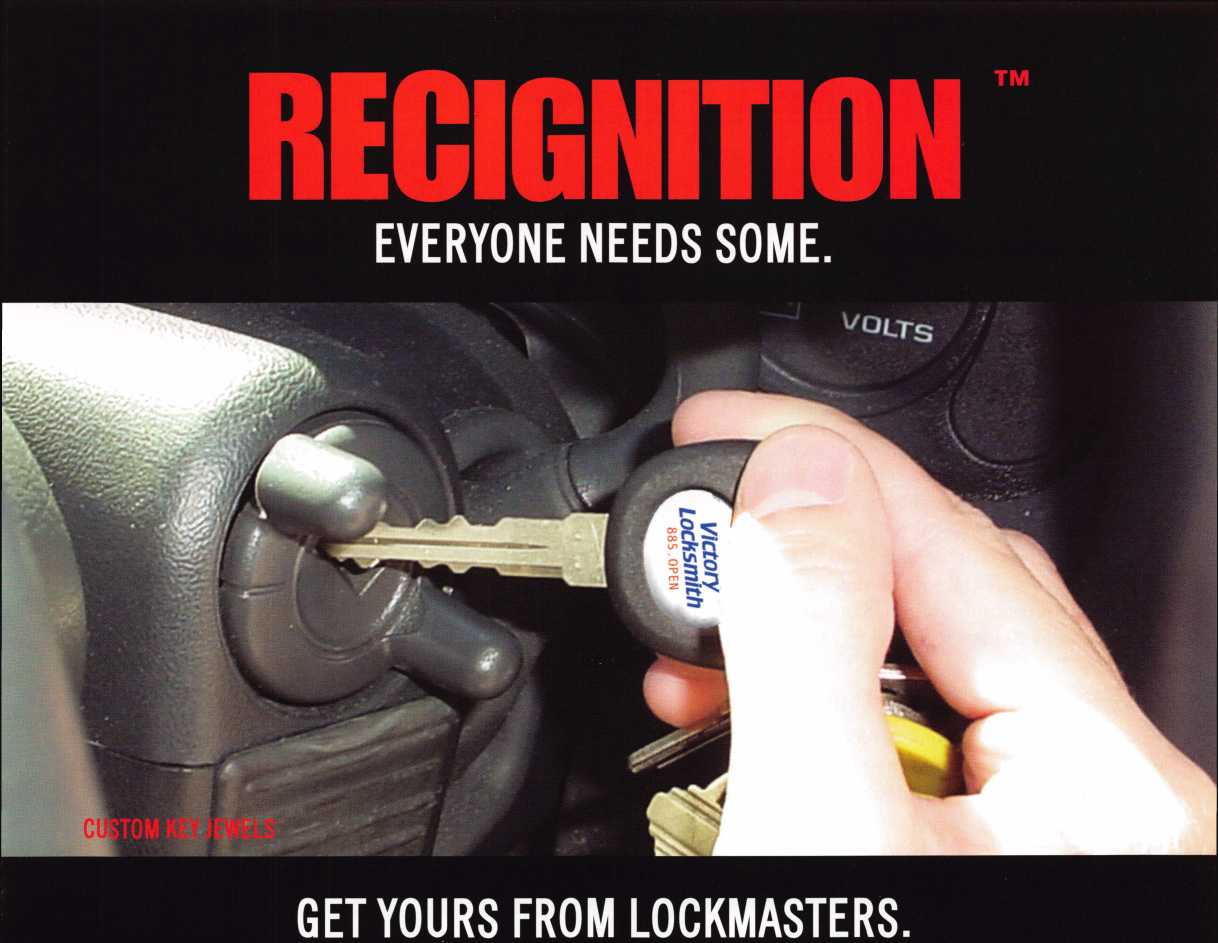 RECIGNITION ™
EVERYONE NEEDS SOME.
VOLTS
Victory
Locksmith
885.OPEN
CUSTOM KEY JEWELS
GET YOURS FROM LOCKMASTERS.